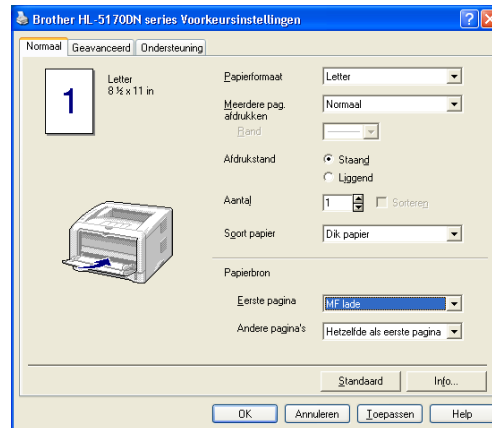 Brother HL-5170DN series Voorkeursinstellingen
Normaal Geavanceerd Ondersteuning
1
Letter
8 ½ x 11 in
Papierformaat Letter
Meerdere pag. afdrukken Normaal
Rand
Afdrukstand Staand
Liggend
Aantal 1 Sorteren
Soort papier Dik papier
Papierbron
Eerste pagina MF lade
Andere pagina's Hetzelfde als eerste pagina
Standaard Info...
OK Annuleren Toepassen Help